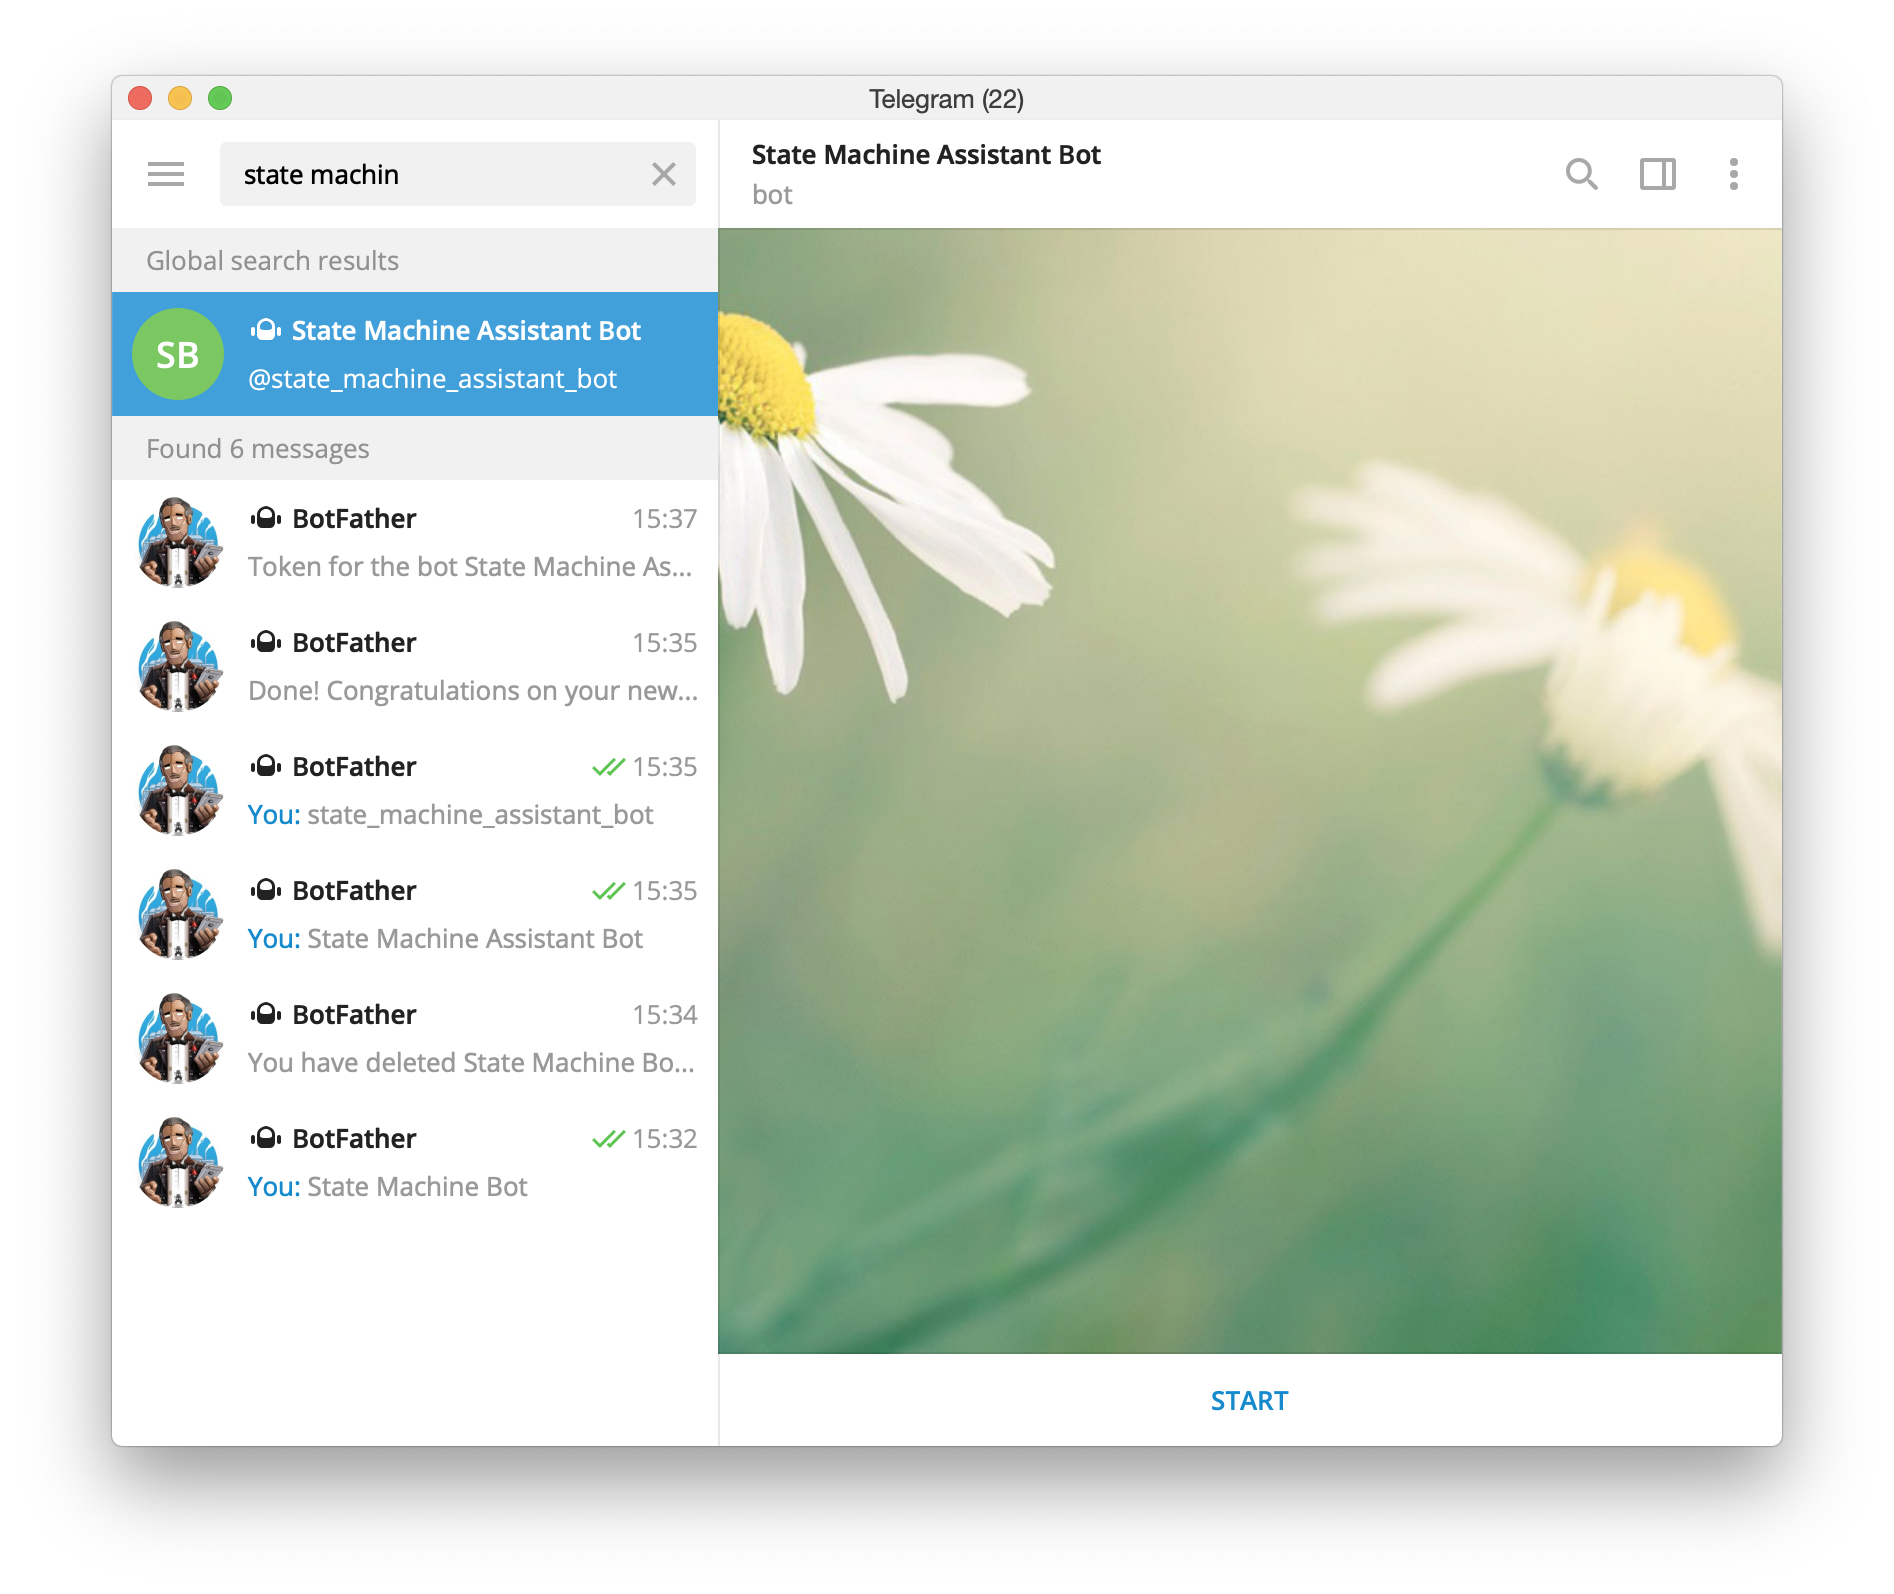 Telegram (22)
state machin
State Machine Assistant Bot
bot
Global search results
SB
State Machine Assistant Bot
@state_machine_assistant_bot
Found 6 messages
BotFather 15:37
Token for the bot State Machine As...
BotFather 15:35
Done! Congratulations on your new...
BotFather 15:35
You: state_machine_assistant_bot
BotFather 15:35
You: State Machine Assistant Bot
BotFather 15:34
You have deleted State Machine Bo...
BotFather 15:32
You: State Machine Bot
START